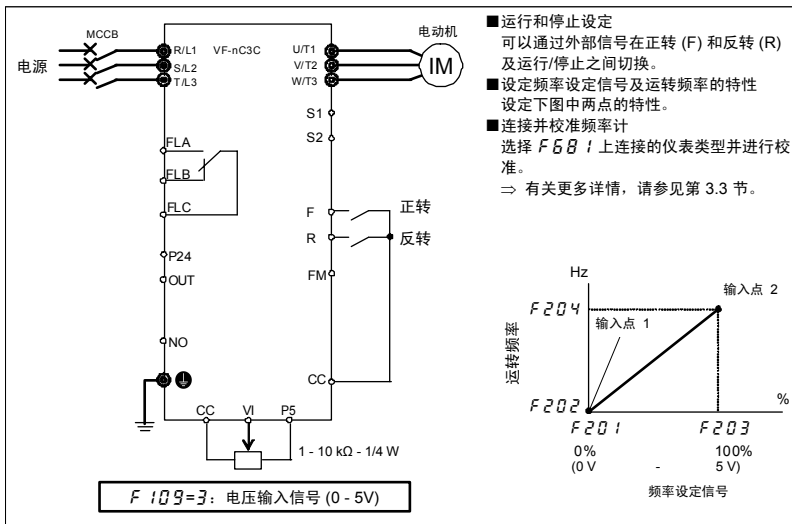 MCCB
电源
R/L1
S/L2
T/L3
VF-nC3C
U/T1
V/T2
W/T3
电动机
IM
S1
S2
FLA
FLB
FLC
F
正转
R
反转
P24
OUT
FM
NO
CC
CC
VI
P5
1 - 10 kΩ - 1/4 W
F109=3: 电压输入信号 (0 - 5V)
■运行和停止设定
可以通过外部信号在正转 (F) 和反转 (R)
及运行/停止之间切换。
■设定频率设定信号及运转频率的特性
设定下图中两点的特性。
■连接并校准频率计
选择 F681 上连接的仪表类型并进行校
准。
⇒ 有关更多详情，请参见第 3.3 节。
Hz
输入点 2
F204
输入点 1
运转频率
F202
%
F201
F203
0%
100%
(0 V - 5 V)
频率设定信号